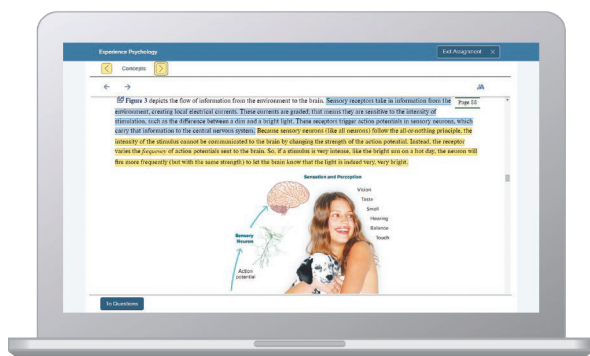 Experience Psychology
Exit Assignment X
Concepts
Figure 3 depicts the flow of information from the environment to the brain. Sensory receptors take in information from the
Page 83
environment, creating local electrical currents. These currents are graded; that means they are sensitive to the intensity of
stimulation, such as the difference between a dim and a bright light. These receptors trigger action potentials in sensory neurons, which
carry that information to the central nervous system. Because sensory neurons (like all neurons) follow the all-or-nothing principle, the
intensity of the stimulus cannot be communicated to the brain by changing the strength of the action potential. Instead, the receptor
varies the frequency of action potentials sent to the brain. So, if a stimulus is very intense, like the bright sun on a hot day, the neuron will
fire more frequently (but with the same strength) to let the brain know that the light is indeed very, very bright.
Sensation and Perception
Vision
Taste
Smell
Hearing
Balance
Touch
Sensory
Neuron
Action
potential
To Questions